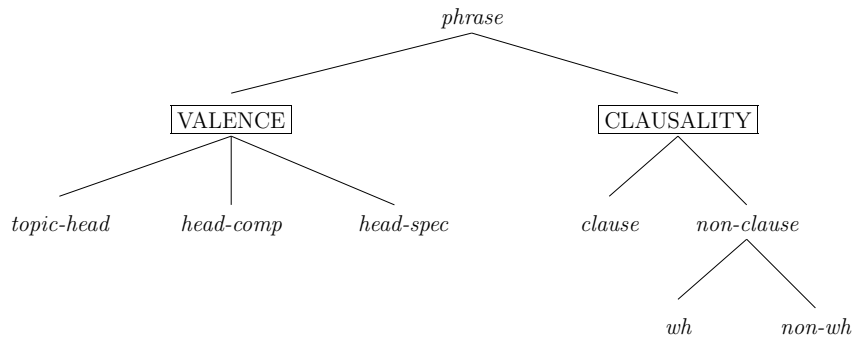 phrase
VALENCE CLAUSALITY
topic-head head-comp head-spec clause non-clause
wh non-wh